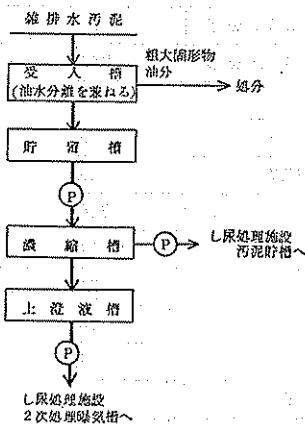 雑排水汚泥
粗大固形物
油分
受入槽
(油水分離を兼ねる)
処分
貯留槽
P
濃縮槽
P
し尿処理施設
汚泥貯槽へ
上澄液槽
P
し尿処理施設
2次処理曝気槽へ